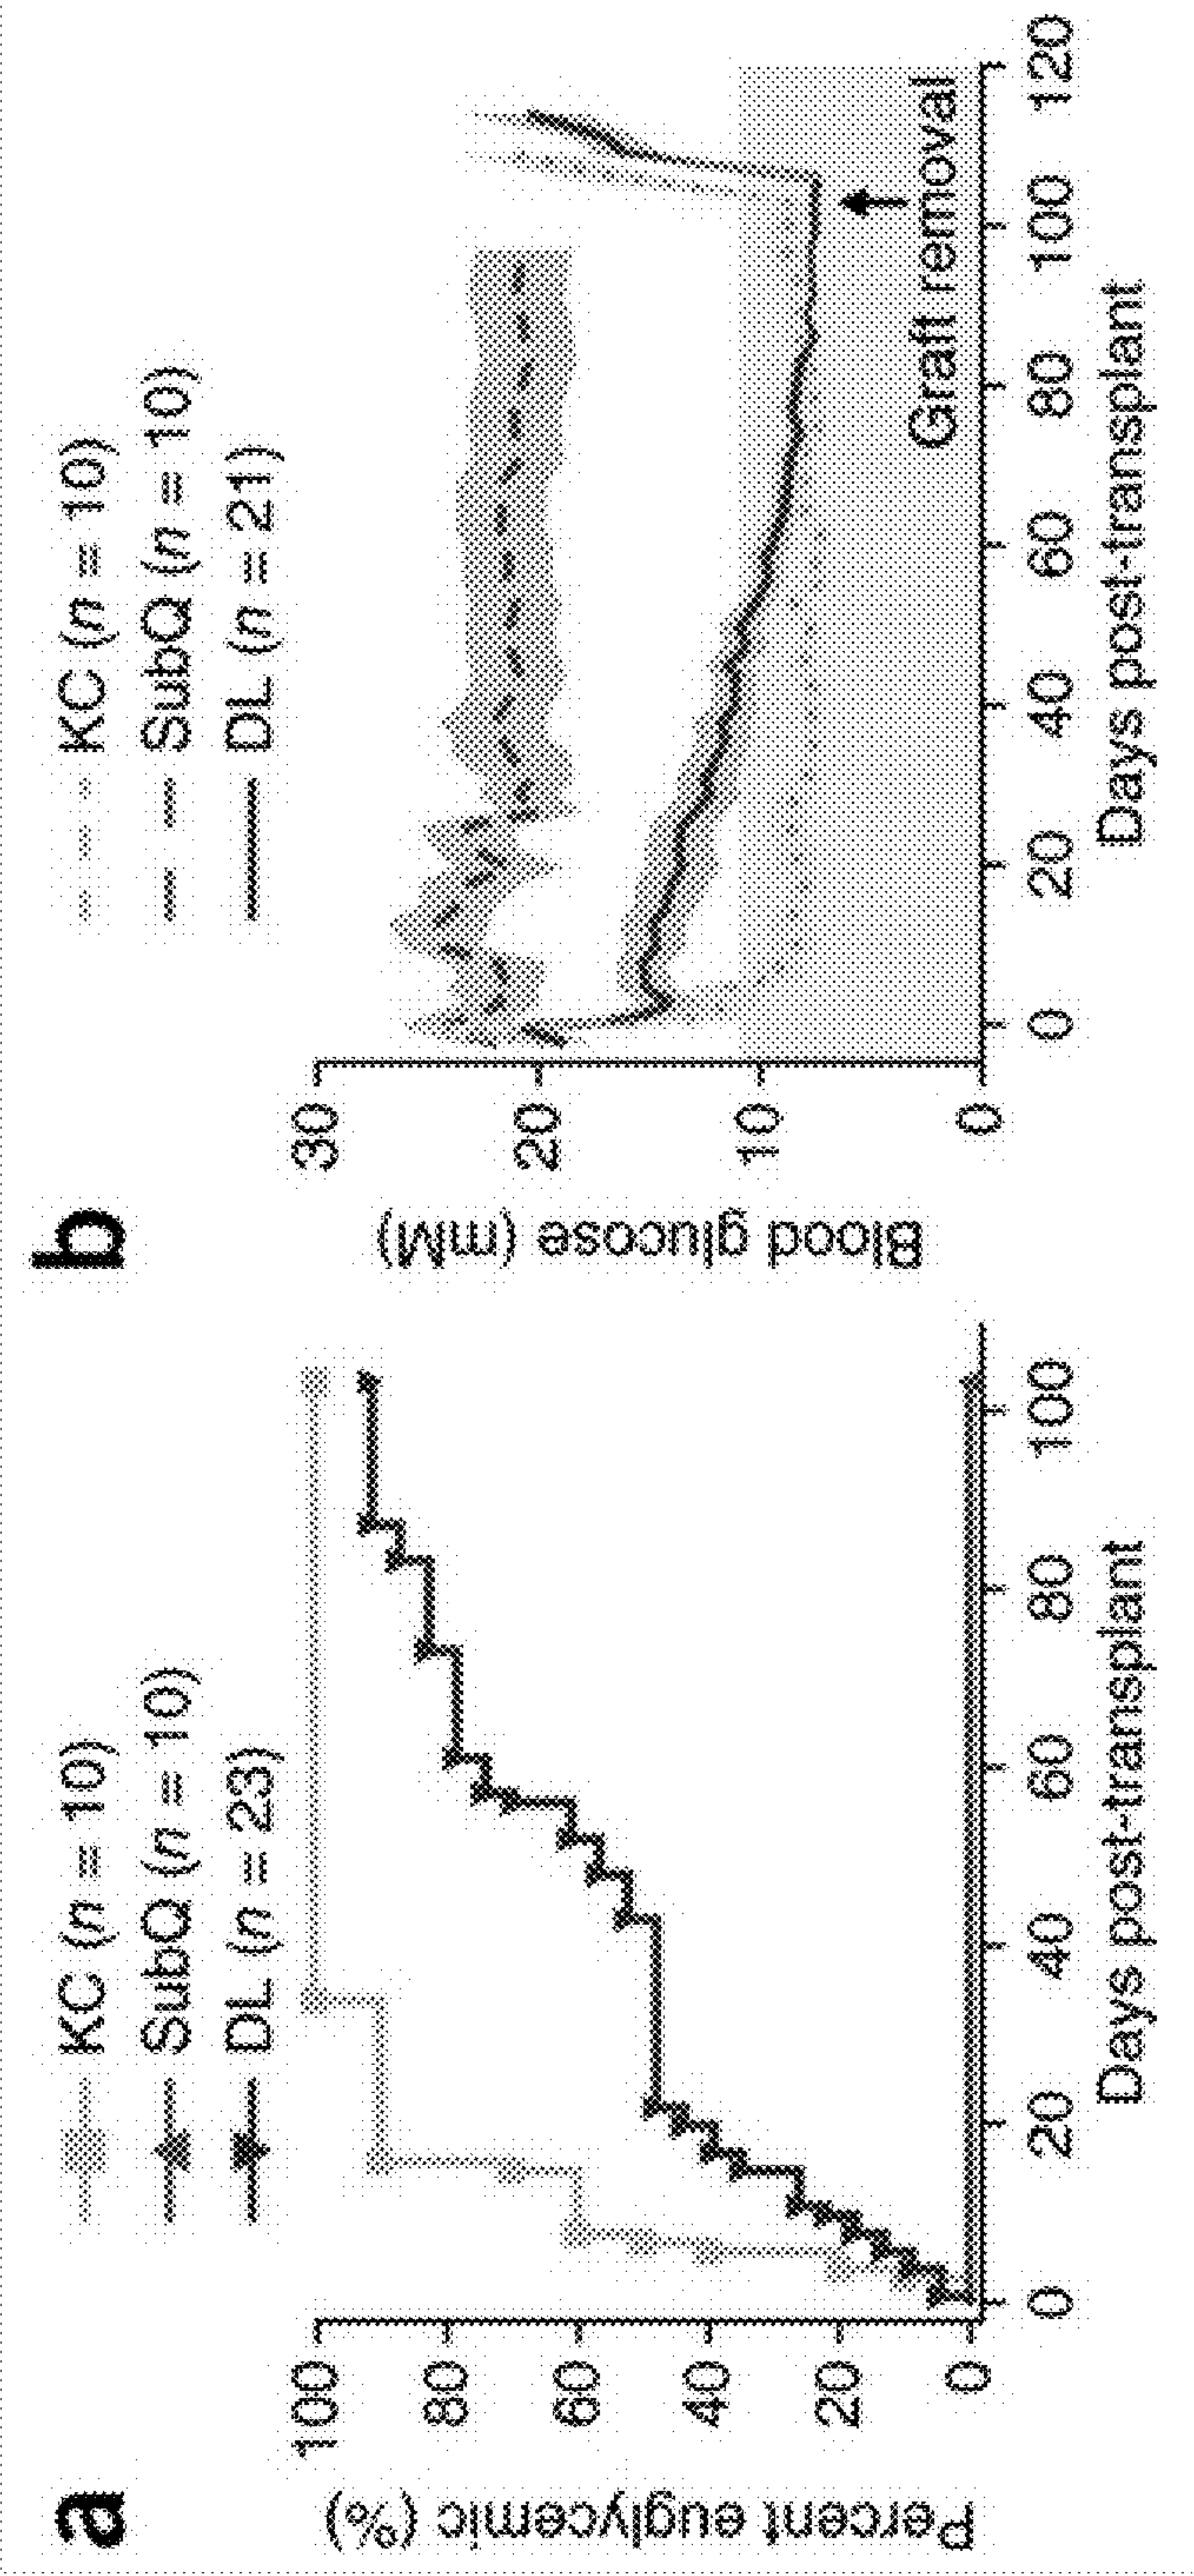 a
KC (n = 10)
SubQ (n = 10)
DL (n = 23)
Percent euglycemic (%)
100
80
60
40
20
0
0 20 40 60 80 100
Days post-transplant
b
KC (n = 10)
SubQ (n = 10)
DL (n = 21)
Blood glucose (mM)
30
20
10
0
Graft removal
0 20 40 60 80 100 120
Days post-transplant